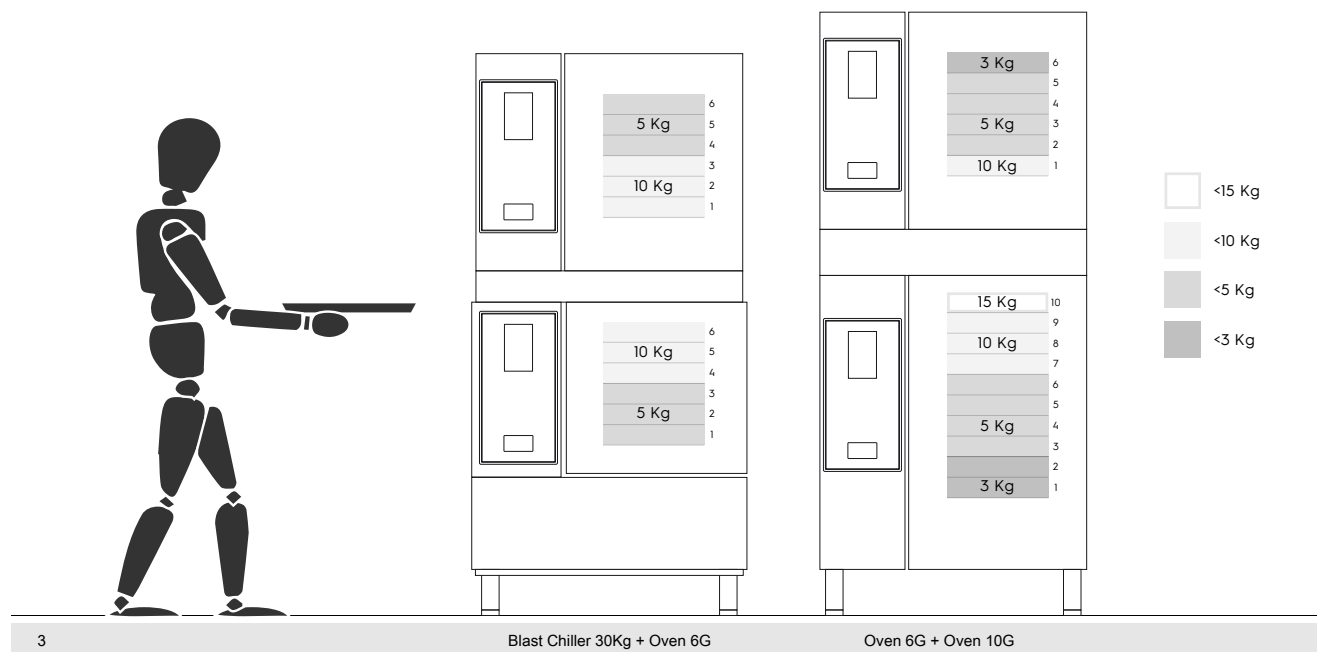 6
5 Kg 5
4
3
10 Kg 2
1
6
10 Kg 5
4
3
5 Kg 2
1
3 Kg 6
5
4
5 Kg 3
2
10 Kg 1
15 Kg 10
9
10 Kg 8
7
6
5
5 Kg 4
3
2
3 Kg 1
<15 Kg
<10 Kg
<5 Kg
<3 Kg
3
Blast Chiller 30Kg + Oven 6G
Oven 6G + Oven 10G